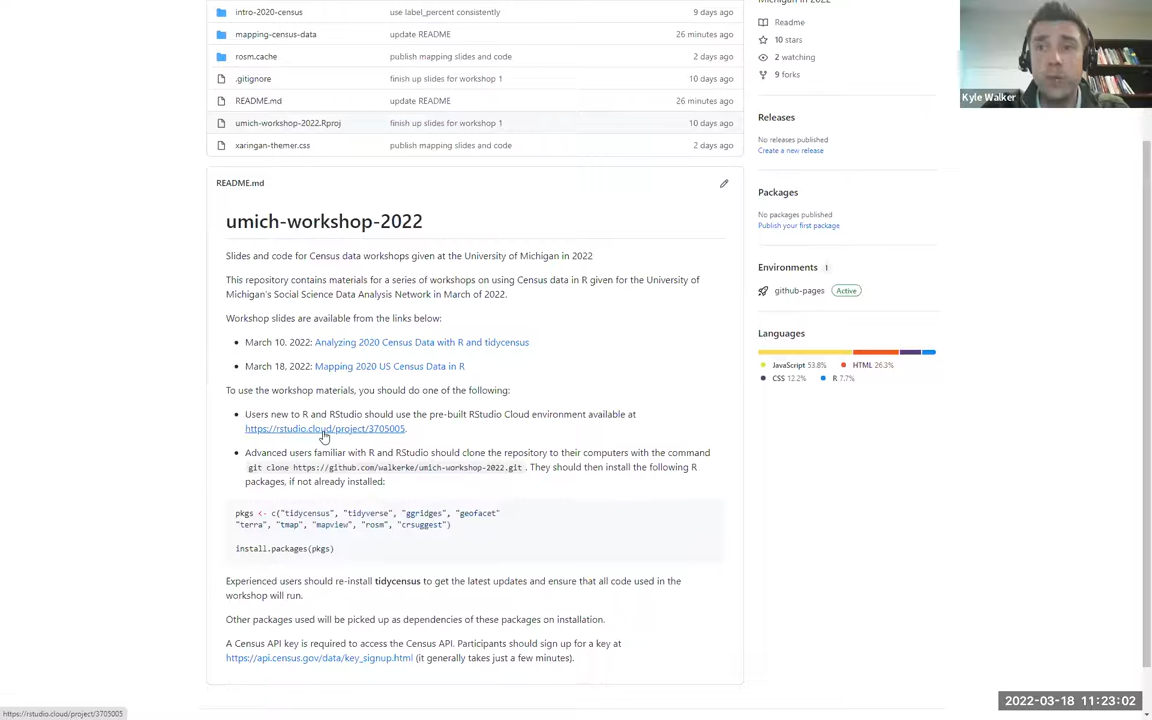 Michigan in 2022
intro-2020-census use label_percent consistently 9 days ago
Readme
mapping-census-data update README 26 minutes ago
10 stars
rosm.cache publish mapping slides and code 2 days ago
2 watching
.gitignore finish up slides for workshop 1 10 days ago
9 forks
Kyle Walker
README.md update README 26 minutes ago
umich-workshop-2022.Rproj finish up slides for workshop 1 10 days ago
xaringan-themer.css publish mapping slides and code 2 days ago
Releases
No releases published
Create a new release
README.md
Packages
No packages published
Publish your first package
umich-workshop-2022
Slides and code for Census data workshops given at the University of Michigan in 2022
This repository contains materials for a series of workshops on using Census data in R given for the University of
Michigan's Social Science Data Analysis Network in March of 2022.
Workshop slides are available from the links below:
March 10. 2022: Analyzing 2020 Census Data with R and tidycensus
March 18. 2022: Mapping 2020 US Census Data in R
To use the workshop materials, you should do one of the following:
Users new to R and RStudio should use the pre-built RStudio Cloud environment available at
https://rstudio.cloud/project/3705005.
Advanced users familiar with R and RStudio should clone the repository to their computers with the command
git clone https://github.com/walkerke/umich-workshop-2022.git . They should then install the following R
packages, if not already installed:
pkgs <- c("tidycensus", "tidyverse", "ggridges", "geofacet"
"terra", "tmap", "mapview", "rosm", "crsuggest")
install.packages(pkgs)
Experienced users should re-install tidycensus to get the latest updates and ensure that all code used in the
workshop will run.
Other packages used will be picked up as dependencies of these packages on installation.
A Census API key is required to access the Census API. Participants should sign up for a key at
https://api.census.gov/data/key_signup.html (it generally takes just a few minutes).
Environments 1
github-pages Active
Languages
JavaScript 53.8% HTML 26.3%
CSS 12.2% R 7.7%
https://rstudio.cloud/project/3705005
2022-03-18 11:23:02